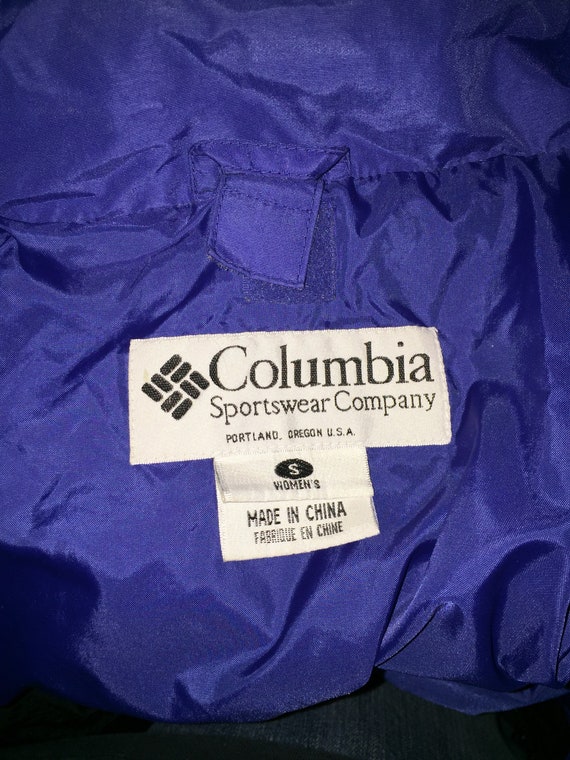 Columbia
Sportswear Company
PORTLAND, OREGON U.S.A.
S
WOMEN'S
MADE IN CHINA
FABRIQUE EN CHINE